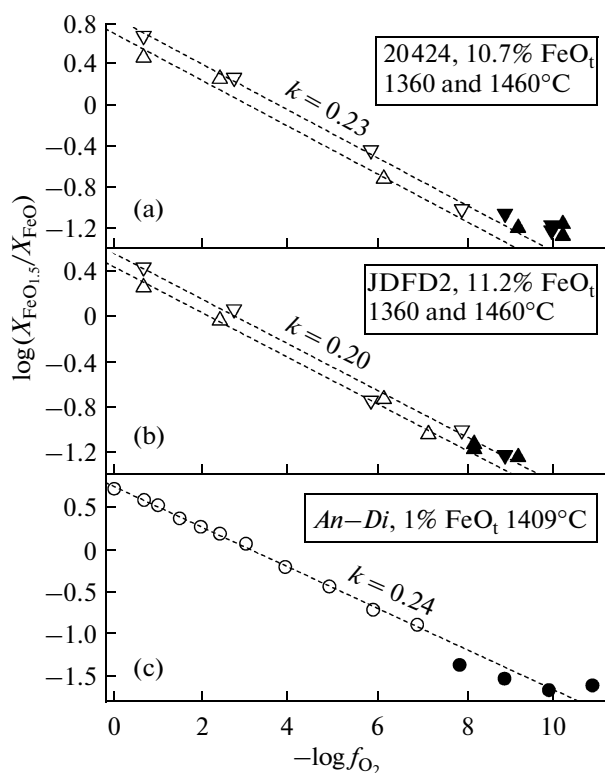 0.8
0.4
0
−0.4
−0.8
−1.2
20424, 10.7% FeOt
1360 and 1460°C
k = 0.23
(a)
0.4
0
−0.4
−0.8
−1.2
JDFD2, 11.2% FeOt
1360 and 1460°C
k = 0.20
(b)
log(XFeO1.5/XFeO)
0.5
0
−0.5
−1.0
−1.5
An–Di, 1% FeOt 1409°C
k = 0.24
(c)
0 2 4 6 8 10
−logfO2